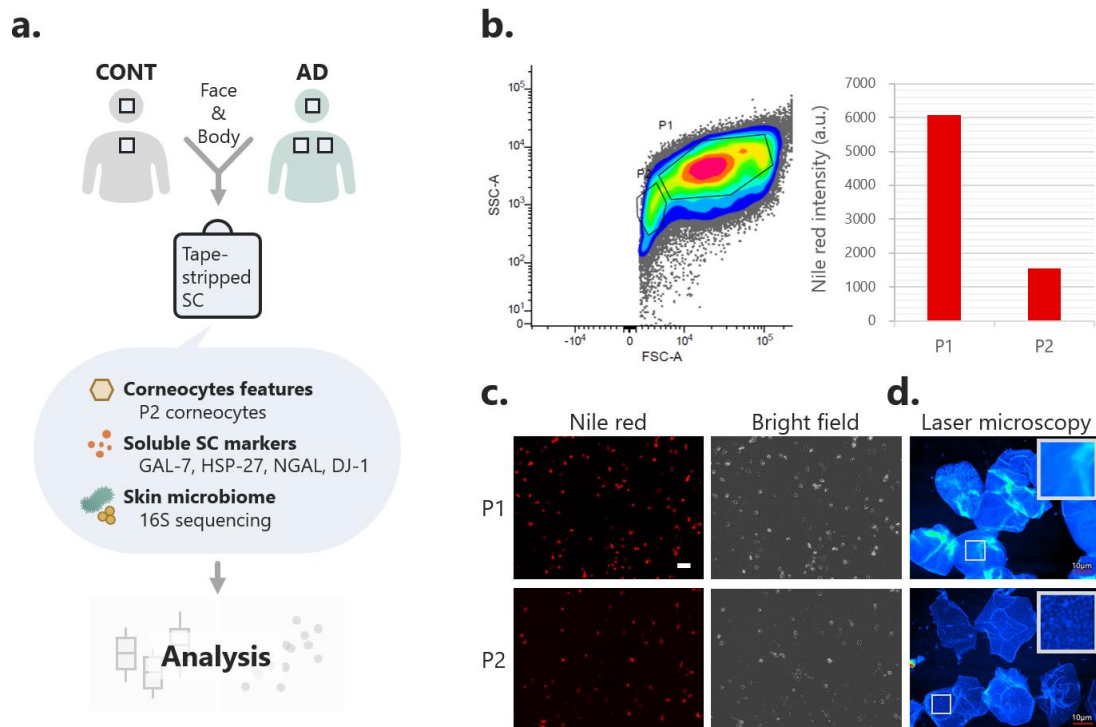 a.
CONT
AD
Face
&
Body
Tape-
stripped
SC
Corneocytes features
P2 corneocytes
Soluble SC markers
GAL-7, HSP-27, NGAL, DJ-1
Skin microbiome
16S sequencing
Analysis
b.
SSC-A
10⁵
10⁴
10³
10²
10¹
0
P1
P2
-10⁴
0
10⁴
10⁵
FSC-A
Nile red intensity (a.u.)
7000
6000
5000
4000
3000
2000
1000
0
P1
P2
c.
Nile red
Bright field
P1
P2
d.
Laser microscopy
10μm
10μm